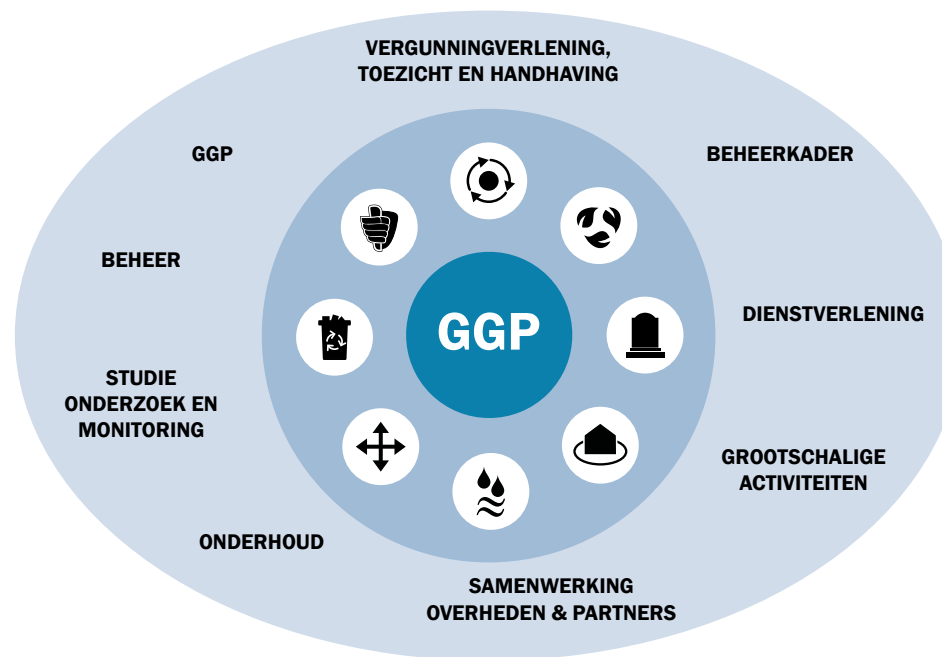 VERGUNNINGVERLENING,
TOEZICHT EN HANDHAVING
GGP
BEHEERKADER
BEHEER
DIENSTVERLENING
GGP
STUDIE
ONDERZOEK EN
MONITORING
GROOTSCHALIGE
ACTIVITEITEN
ONDERHOUD
SAMENWERKING
OVERHEDEN & PARTNERS